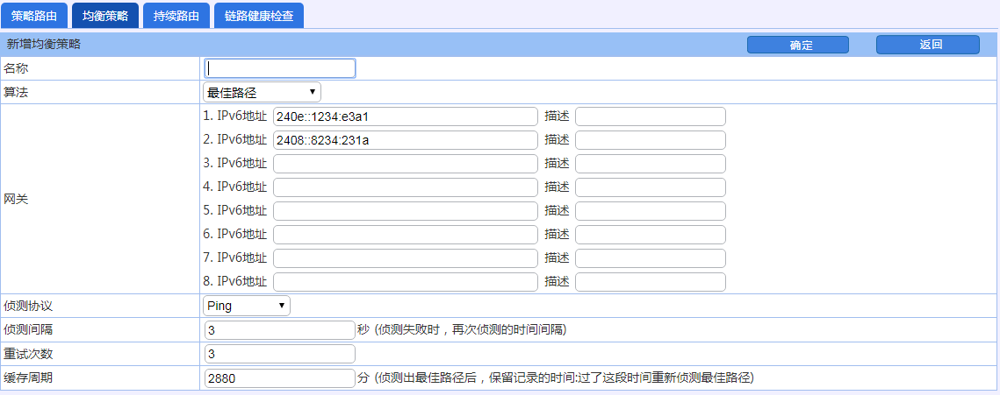 策略路由 均衡策略 持续路由 链路健康检查
新增均衡策略 确定 返回
名称
算法 最佳路径
网关
1. IPv6地址 240e::1234:e3a1 描述
2. IPv6地址 2408::8234:231a 描述
3. IPv6地址 描述
4. IPv6地址 描述
5. IPv6地址 描述
6. IPv6地址 描述
7. IPv6地址 描述
8. IPv6地址 描述
侦测协议 Ping
侦测间隔 3 秒 (侦测失败时，再次侦测的时间间隔)
重试次数 3
缓存周期 2880 分 (侦测出最佳路径后，保留记录的时间:过了这段时间重新侦测最佳路径)